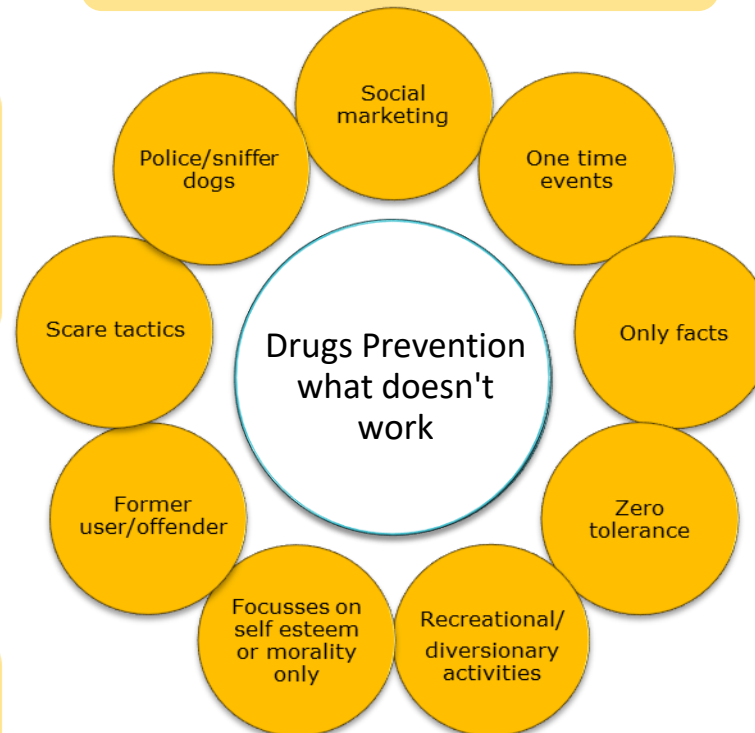 Social
marketing
One time
events
Only facts
Zero
tolerance
Recreational/
diversionary
activities
Focusses on
self esteem
or morality
only
Former
user/offender
Scare tactics
Police/sniffer
dogs
Drugs Prevention
what doesn't
work